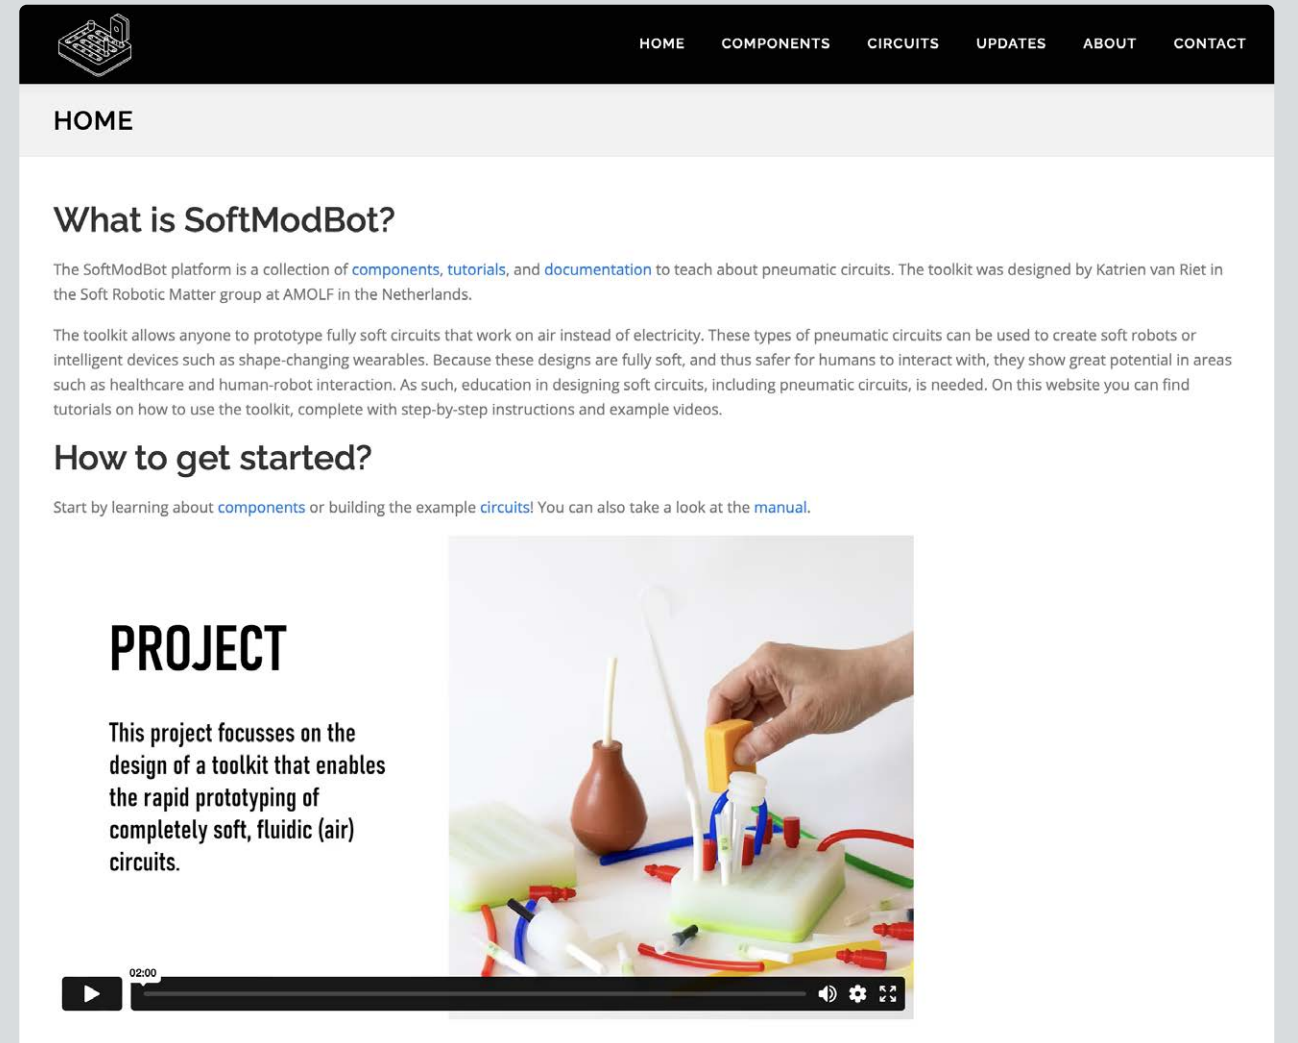 HOME COMPONENTS CIRCUITS UPDATES ABOUT CONTACT
HOME
What is SoftModBot?
The SoftModBot platform is a collection of components, tutorials, and documentation to teach about pneumatic circuits. The toolkit was designed by Katrien van Riet in
the Soft Robotic Matter group at AMOLF in the Netherlands.
The toolkit allows anyone to prototype fully soft circuits that work on air instead of electricity. These types of pneumatic circuits can be used to create soft robots or
intelligent devices such as shape-changing wearables. Because these designs are fully soft, and thus safer for humans to interact with, they show great potential in areas
such as healthcare and human-robot interaction. As such, education in designing soft circuits, including pneumatic circuits, is needed. On this website you can find
tutorials on how to use the toolkit, complete with step-by-step instructions and example videos.
How to get started?
Start by learning about components or building the example circuits! You can also take a look at the manual.
PROJECT
This project focusses on the
design of a toolkit that enables
the rapid prototyping of
completely soft, fluidic (air)
circuits.
02:00